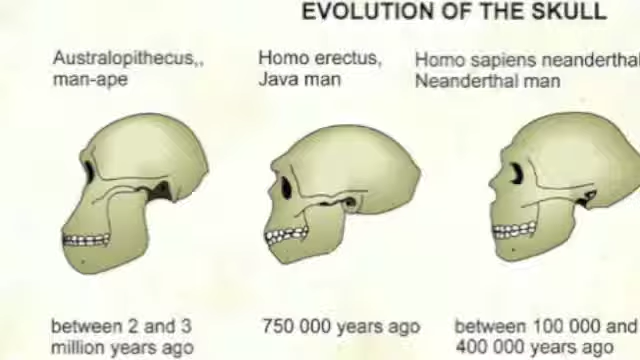 EVOLUTION OF THE SKULL
Australopithecus,,
man-ape
Homo erectus,
Java man
Homo sapiens neanderthal
Neanderthal man
between 2 and 3
million years ago
750 000 years ago
between 100 000 and
400 000 years ago